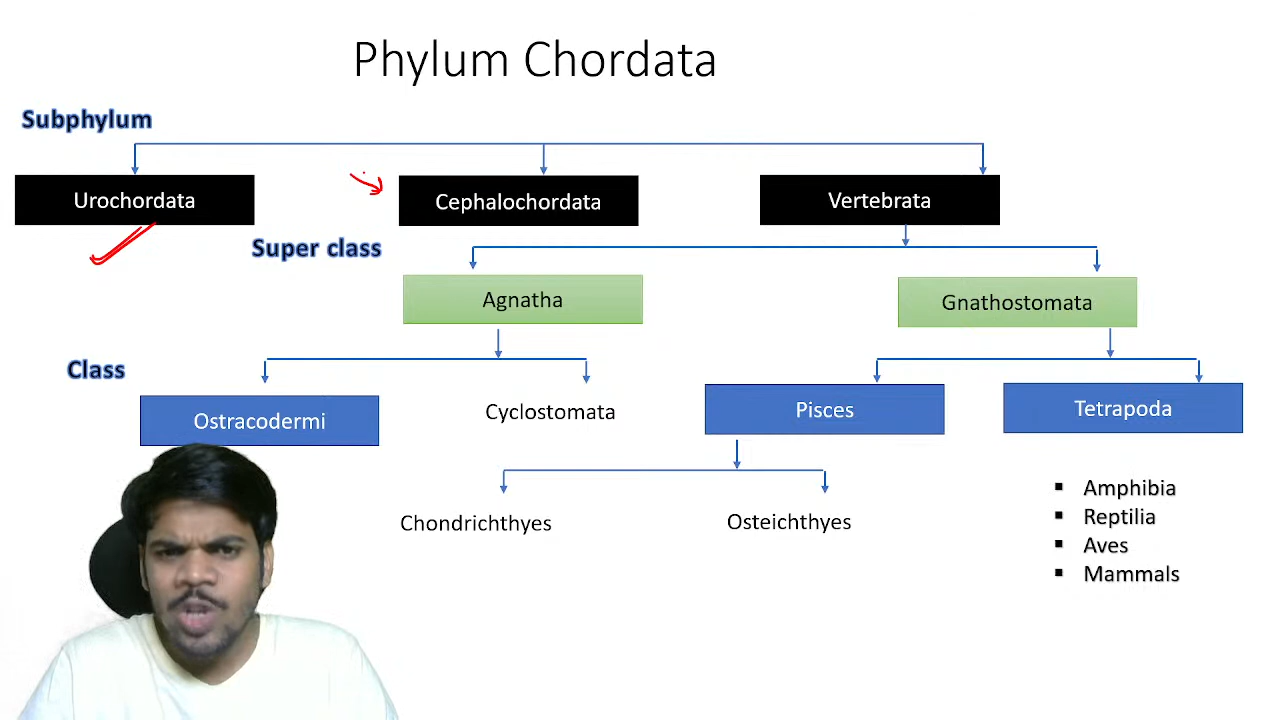 Phylum Chordata
Subphylum
Urochordata
Cephalochordata
Vertebrata
Super class
Agnatha
Gnathostomata
Class
Ostracodermi
Cyclostomata
Pisces
Tetrapoda
Chondrichthyes
Osteichthyes
Amphibia
Reptilia
Aves
Mammals